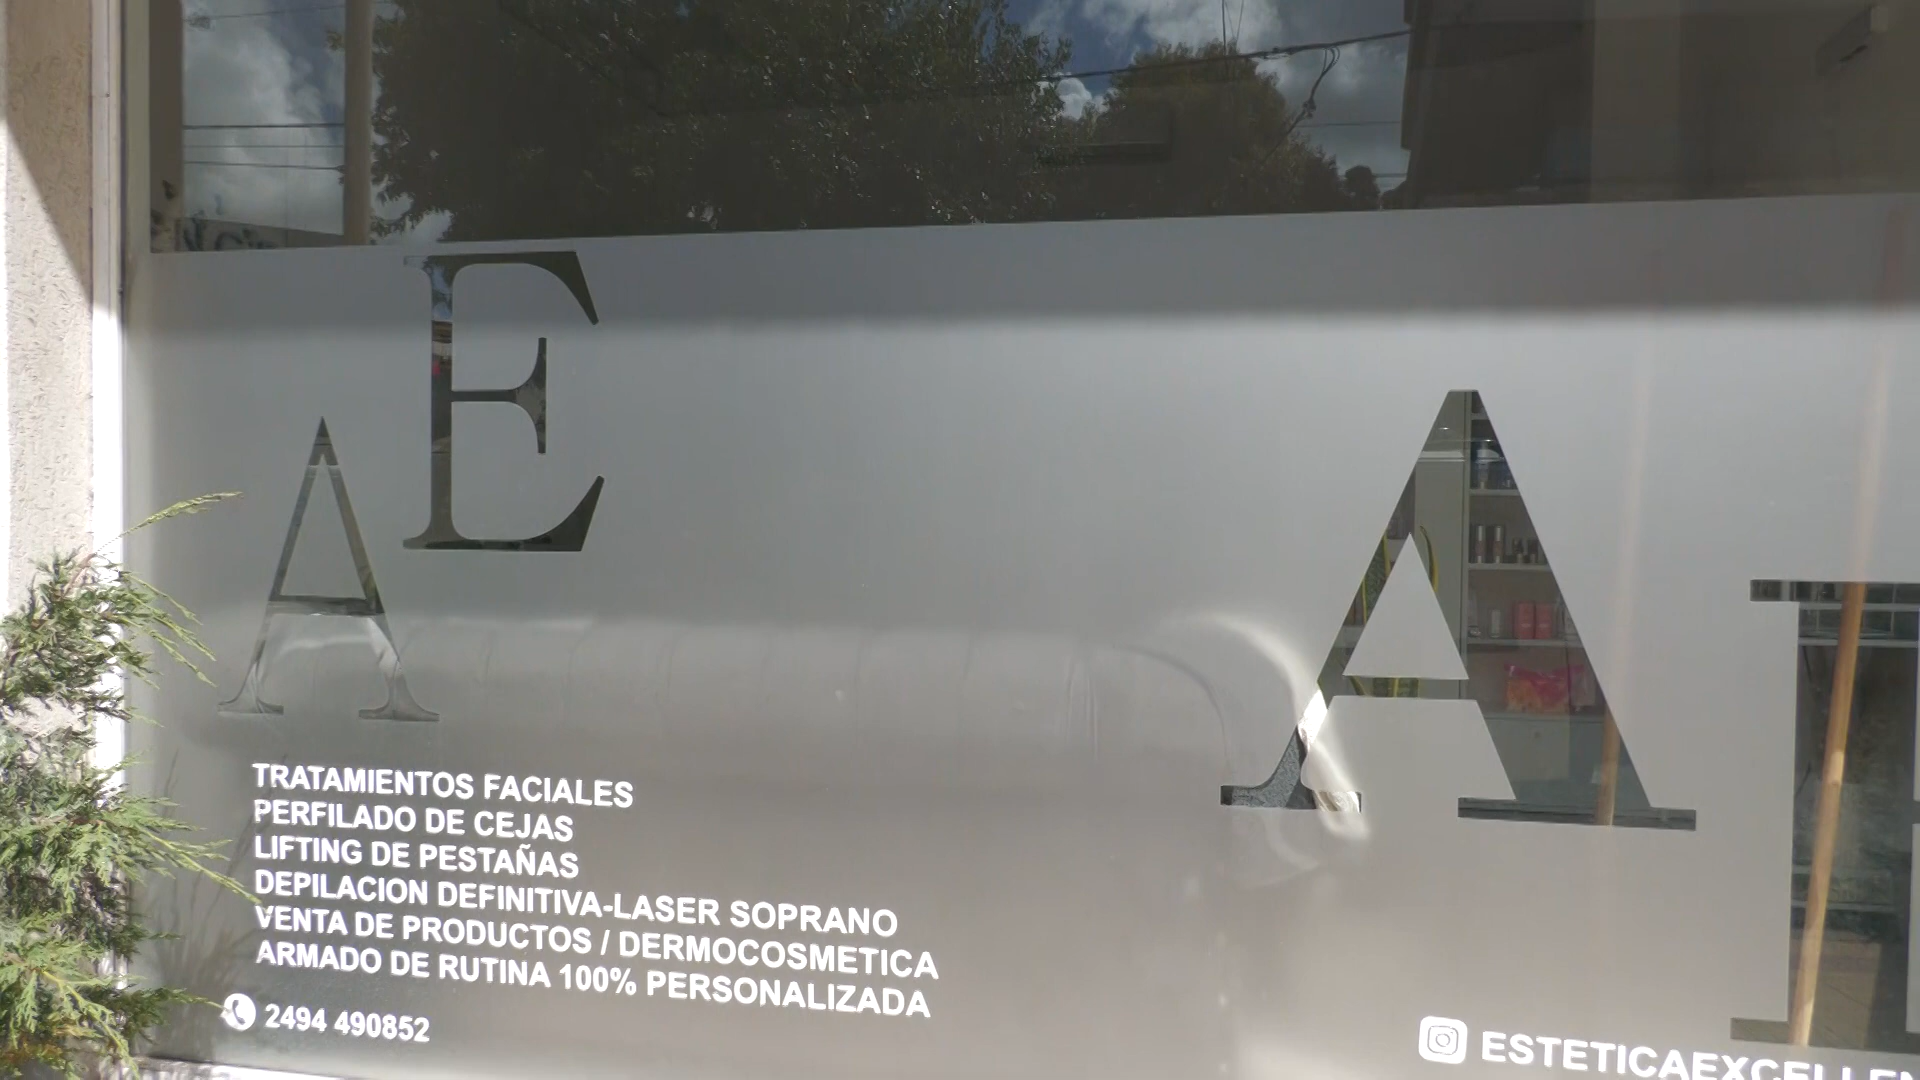 A E
A
TRATAMIENTOS FACIALES
PERFILADO DE CEJAS
LIFTING DE PESTAÑAS
DEPILACION DEFINITIVA-LASER SOPRANO
VENTA DE PRODUCTOS / DERMOCOSMETICA
ARMADO DE RUTINA 100% PERSONALIZADA
2494 490852